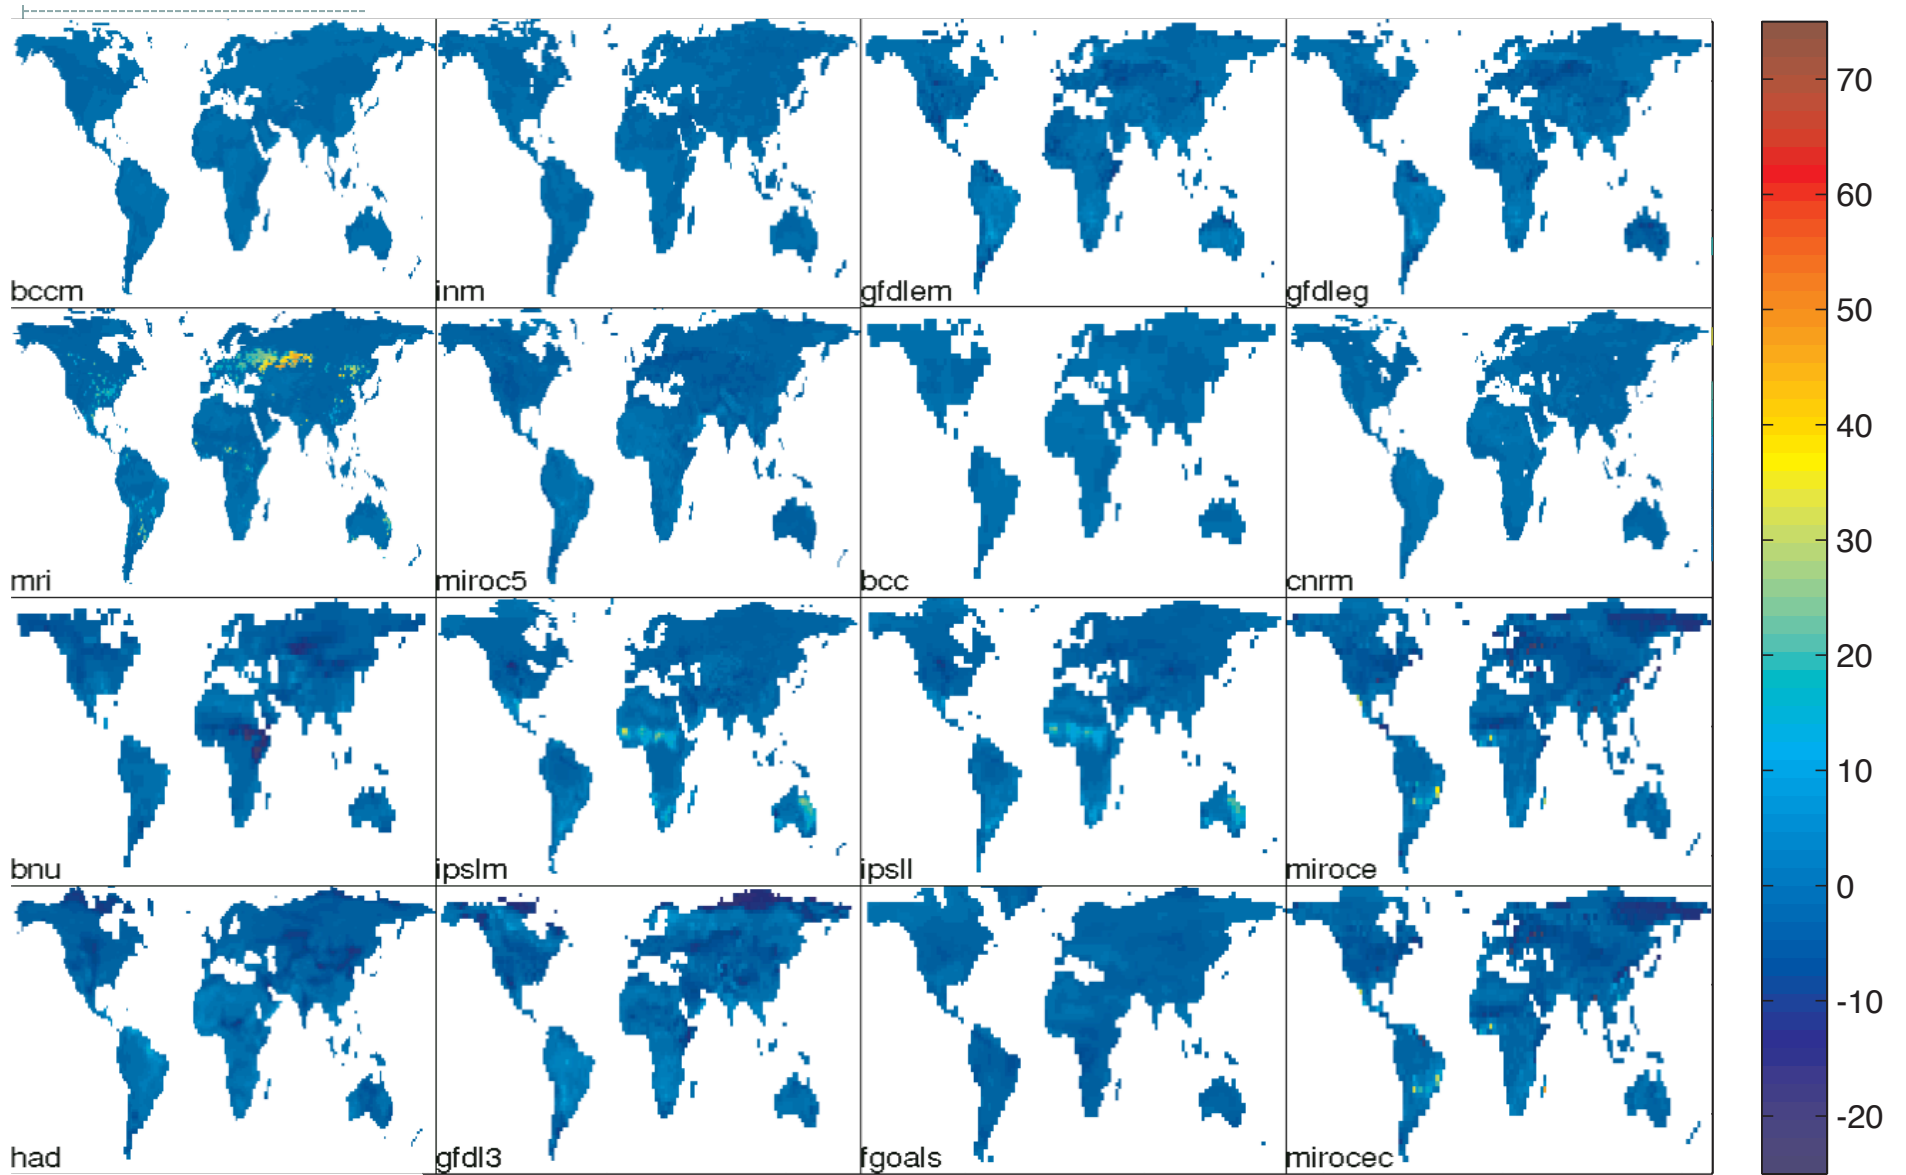 bccm inm gfdlem gfdleg
mri miroc5 bcc cnrm
bnu ipslm ipsll miroce
had gfdl3 fgoals mirocec
70
60
50
40
30
20
10
0
-10
-20